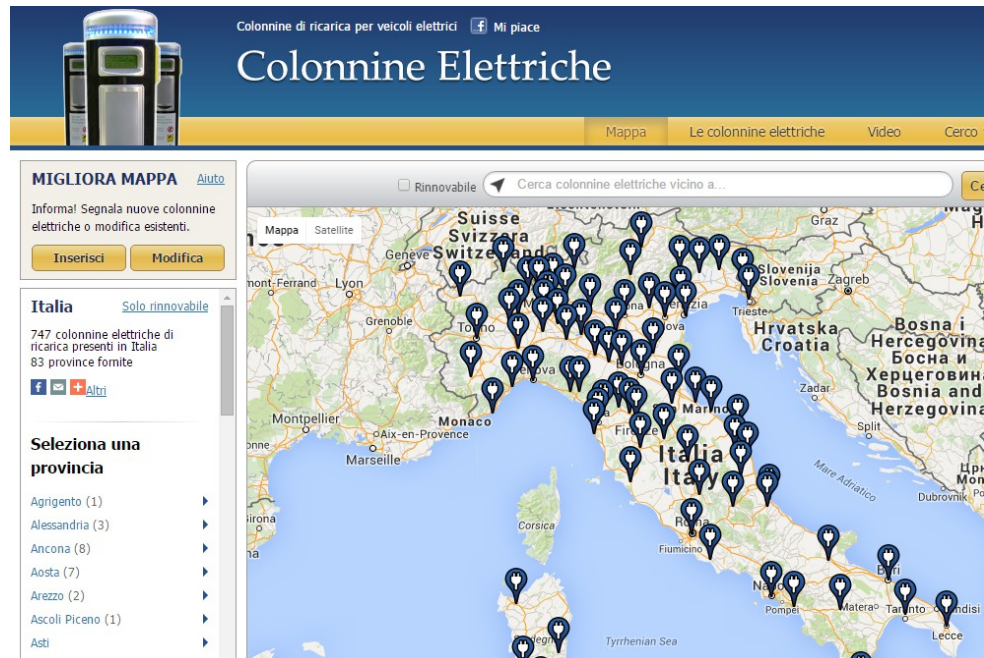 Colonnine di ricarica per veicoli elettrici
Mi piace
Colonnine Elettriche
Mappa
Le colonnine elettriche
Video
Cerco
MIGLIORA MAPPA
Aiuto
Informa! Segnala nuove colonnine
elettriche o modifica esistenti.
Inserisci
Modifica
Italia
Solo rinnovabile
747 colonnine elettriche di
ricarica presenti in Italia
83 province fornite
Altri
Seleziona una
provincia
Agrigento (1)
Alessandria (3)
Ancona (8)
Aosta (7)
Arezzo (2)
Ascoli Piceno (1)
Asti
Rinnovabile
Cerca colonnine elettriche vicino a...
Mappa
Satellite
Suisse
Svizzera
Graz
Genève
Lyon
Slovenija
Slovenia
Zagreb
Grenoble
Trieste
Hrvatska
Croatia
Bosna i
Hercegovina
Босна и
Херцеговина
Bosnia and
Herzegovina
Bologna
Zadar
Split
Montpellier
Monaco
Aix-en-Provence
Marseille
Italia
Italy
Mare Adriatico
Dubrovnik
Corsica
Roma
Fiumicino
Bari
Pompei
Matera
Taranto
Lecce
Tyrrhenian Sea